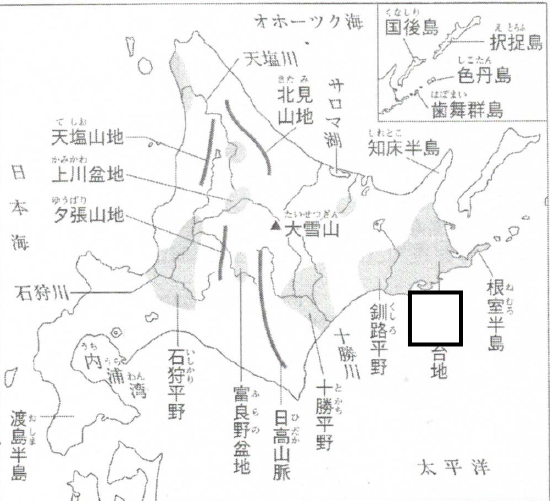 オホーツク海
くなしり
国後島
えとろふ
択捉島
しこたん
色丹島
はぼまい
歯舞群島
天塩川
きたみ
北見
山地
サロマ湖
しれとこ
知床半島
てしお
天塩山地
かみかわ
上川盆地
ゆうばり
夕張山地
日本海
たいせつざん
▲大雪山
石狩川
いしかり
石狩平野
うち うら わん
内浦湾
おしま
渡島半島
ふらの
富良野盆地
ひだか
日高山脈
とかち
十勝平野
十勝川
くしろ
釧路平野
台地
ねむろ
根室半島
太平洋